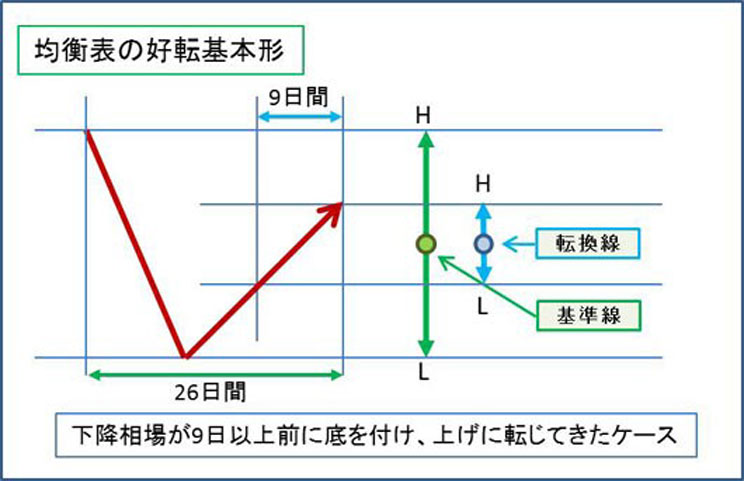 均衡表の好転基本形
9日間
H
H
転換線
L
基準線
L
26日間
下降相場が9日以上前に底を付け、上げに転じてきたケース